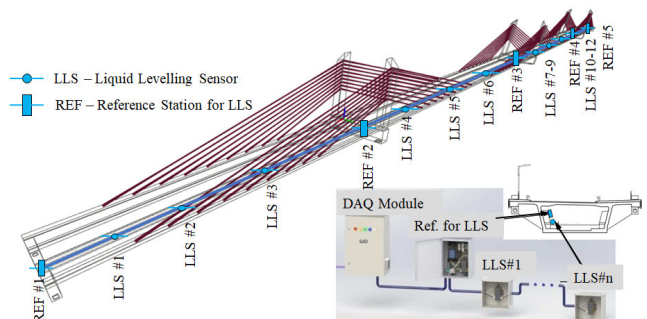 LLS – Liquid Levelling Sensor
REF – Reference Station for LLS
REF #1
LLS #1
LLS #2
LLS #3
REF #2
LLS #4
LLS #5
LLS #6
REF #3
LLS #7-9
REF #4
LLS #10-12
REF #5
DAQ Module
Ref. for LLS
LLS#1
LLS#n